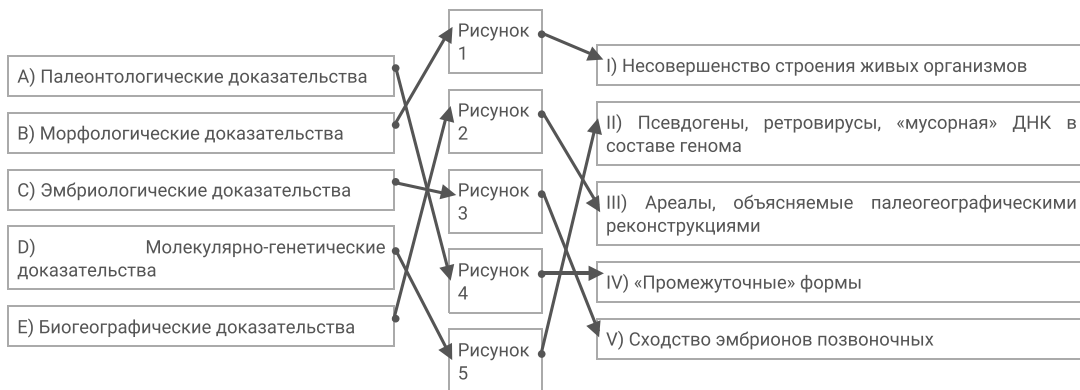 A) Палеонтологические доказательства
B) Морфологические доказательства
C) Эмбриологические доказательства
D) Молекулярно-генетические
доказательства
E) Биогеографические доказательства
Рисунок
1
Рисунок
2
Рисунок
3
Рисунок
4
Рисунок
5
I) Несовершенство строения живых организмов
II) Псевдогены, ретровирусы, «мусорная» ДНК в
составе генома
III) Ареалы, объясняемые палеогеографическими
реконструкциями
IV) «Промежуточные» формы
V) Сходство эмбрионов позвоночных